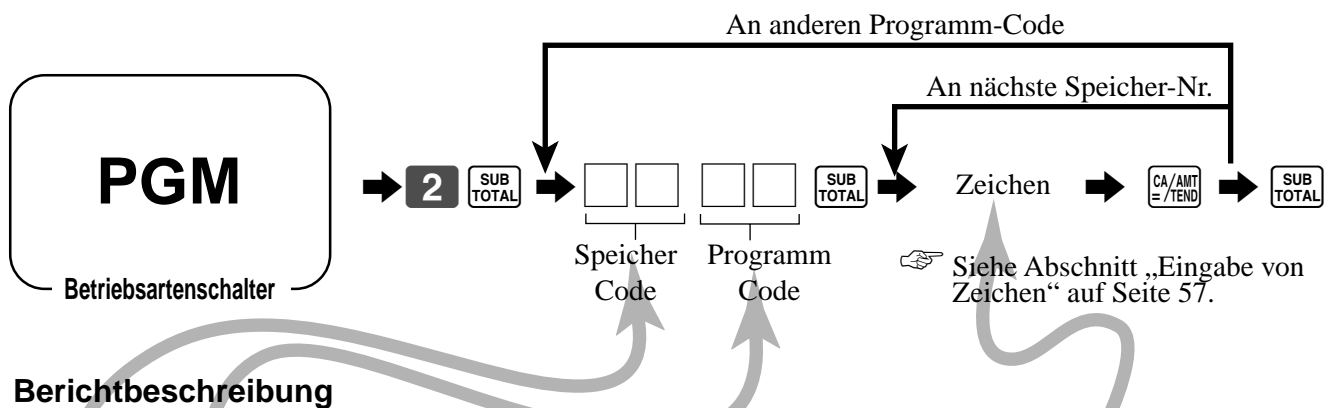 An anderen Programm-Code
An nächste Speicher-Nr.
PGM
Betriebsartenschalter
2
SUB
TOTAL
SUB
TOTAL
Zeichen
CA/AMT
= /TEND
SUB
TOTAL
Speicher
Code
Programm
Code
Siehe Abschnitt „Eingabe von
Zeichen“ auf Seite 57.
Berichtbeschreibung